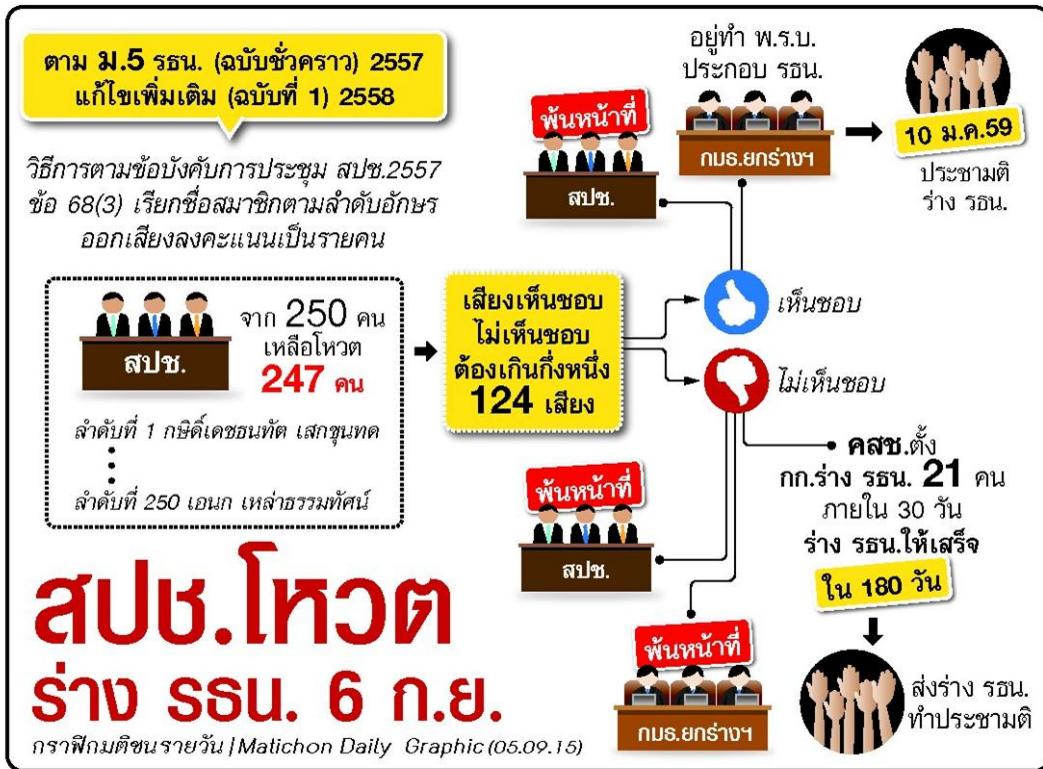 ตาม ม.5 รธน. (ฉบับชั่วคราว) 2557
แก้ไขเพิ่มเติม (ฉบับที่ 1) 2558
วิธีการตามข้อบังคับการประชุม สปช.2557
ข้อ 68(3) เรียกชื่อสมาชิกตามลำดับอักษร
ออกเสียงลงคะแนนเป็นรายคน
สปช.
จาก 250 คน
เหลือโหวต
247 คน
ลำดับที่ 1 กษิดิ์เดชธนทัต เสกขุนทด
ลำดับที่ 250 เอนก เหล่าธรรมทัศน์
เสียงเห็นชอบ
ไม่เห็นชอบ
ต้องเกินกึ่งหนึ่ง
124 เสียง
เห็นชอบ
พ้นหน้าที่
สปช.
อยู่ทำ พ.ร.บ.
ประกอบ รธน.
กมธ.ยกร่างฯ
10 ม.ค.59
ประชามติ
ร่าง รธน.
ไม่เห็นชอบ
พ้นหน้าที่
สปช.
พ้นหน้าที่
กมธ.ยกร่างฯ
คสช.ตั้ง
กก.ร่าง รธน. 21 คน
ภายใน 30 วัน
ร่าง รธน.ให้เสร็จ
ใน 180 วัน
ส่งร่าง รธน.
ทำประชามติ
สปช.โหวต
ร่าง รธน. 6 ก.ย.
กราฟิกมติชนรายวัน | Matichon Daily Graphic (05.09.15)